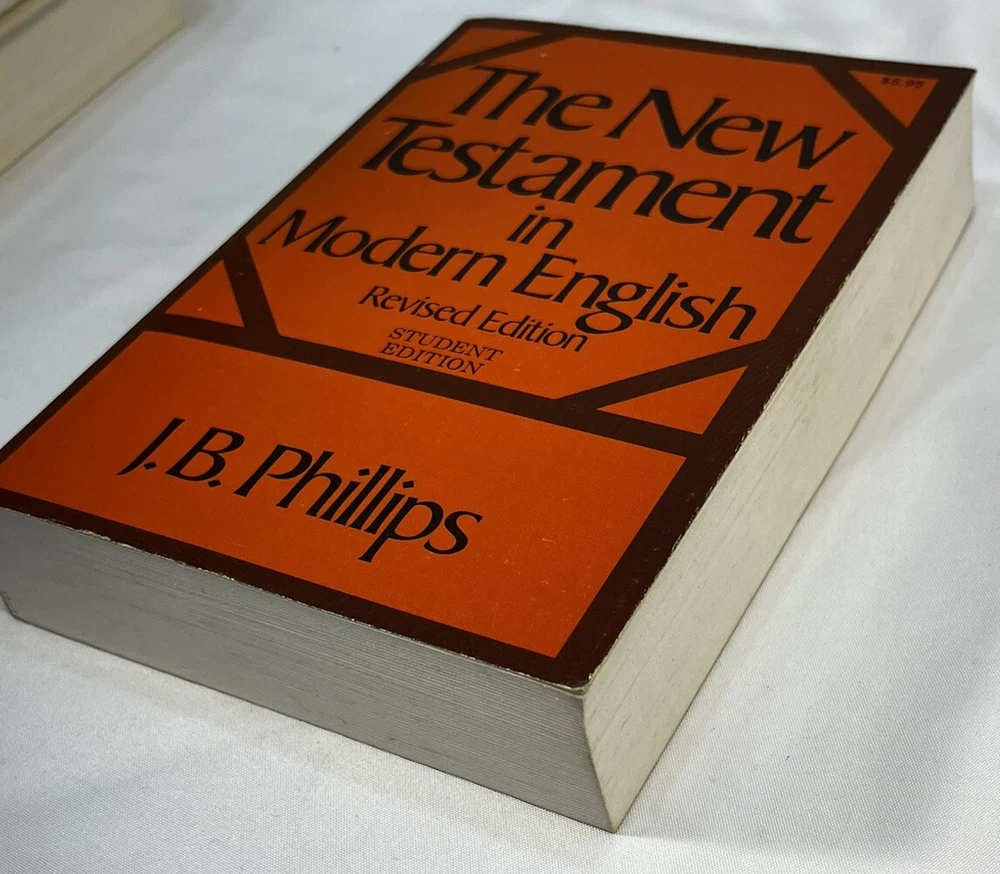 $5.95
The New
Testament
in
Modern English
Revised Edition
STUDENT
EDITION
J.B. Phillips